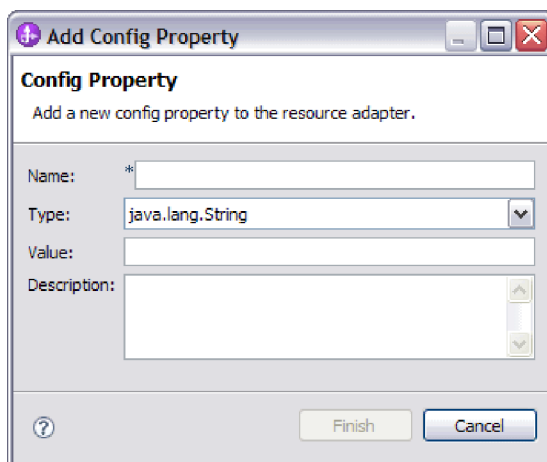 Add Config Property
Config Property
Add a new config property to the resource adapter.
Name: *
Type: java.lang.String
Value:
Description:
? Finish Cancel